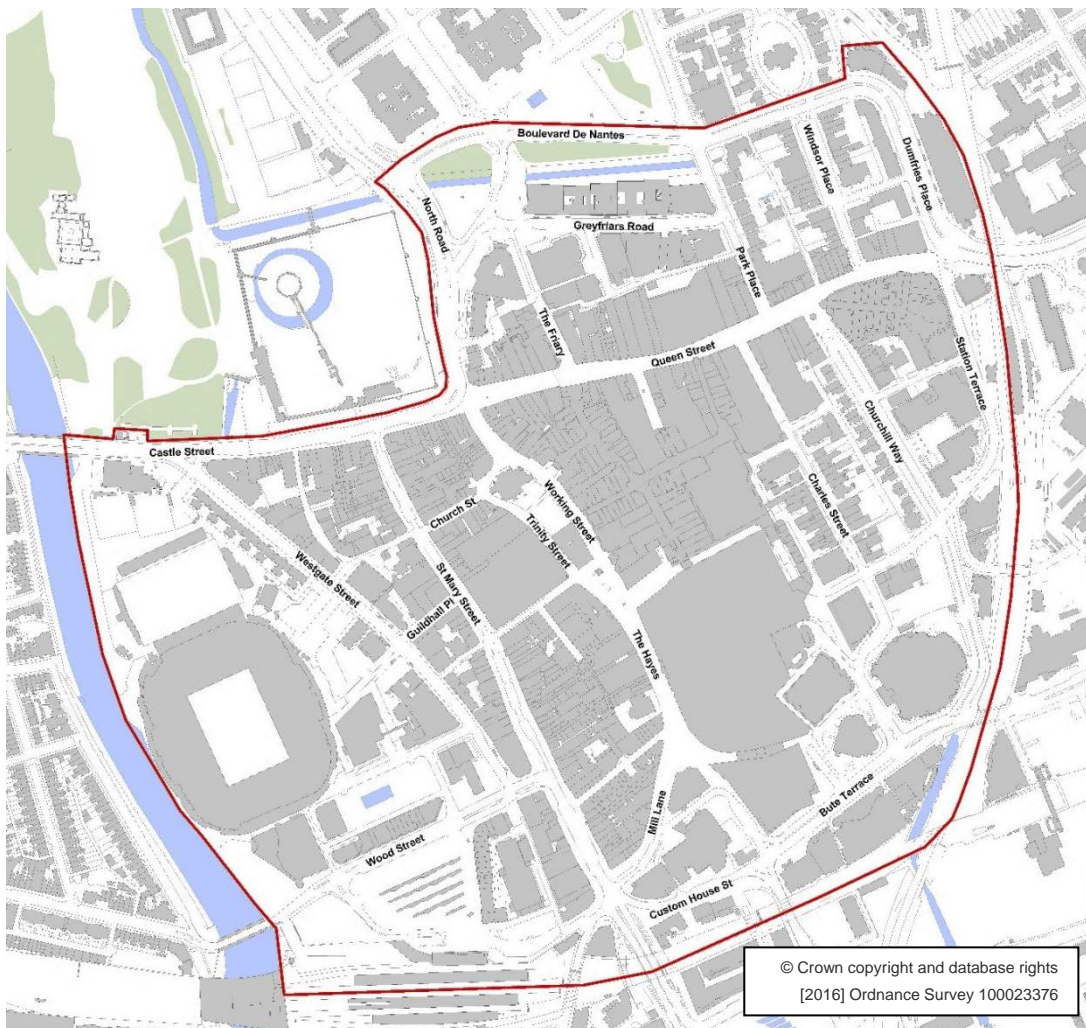 Boulevard De Nantes
Windsor Place
Dumfries Place
North Road
Greyfriars Road
Park Place
The Friary
Queen Street
Station Terrace
Churchill Way
Castle Street
Charles Street
Working Street
Church St
Trinity Street
Westgate Street
St Mary Street
Guildhall Pl
The Hayes
Mill Lane
Bute Terrace
Wood Street
Custom House St
© Crown copyright and database rights
[2016] Ordnance Survey 100023376